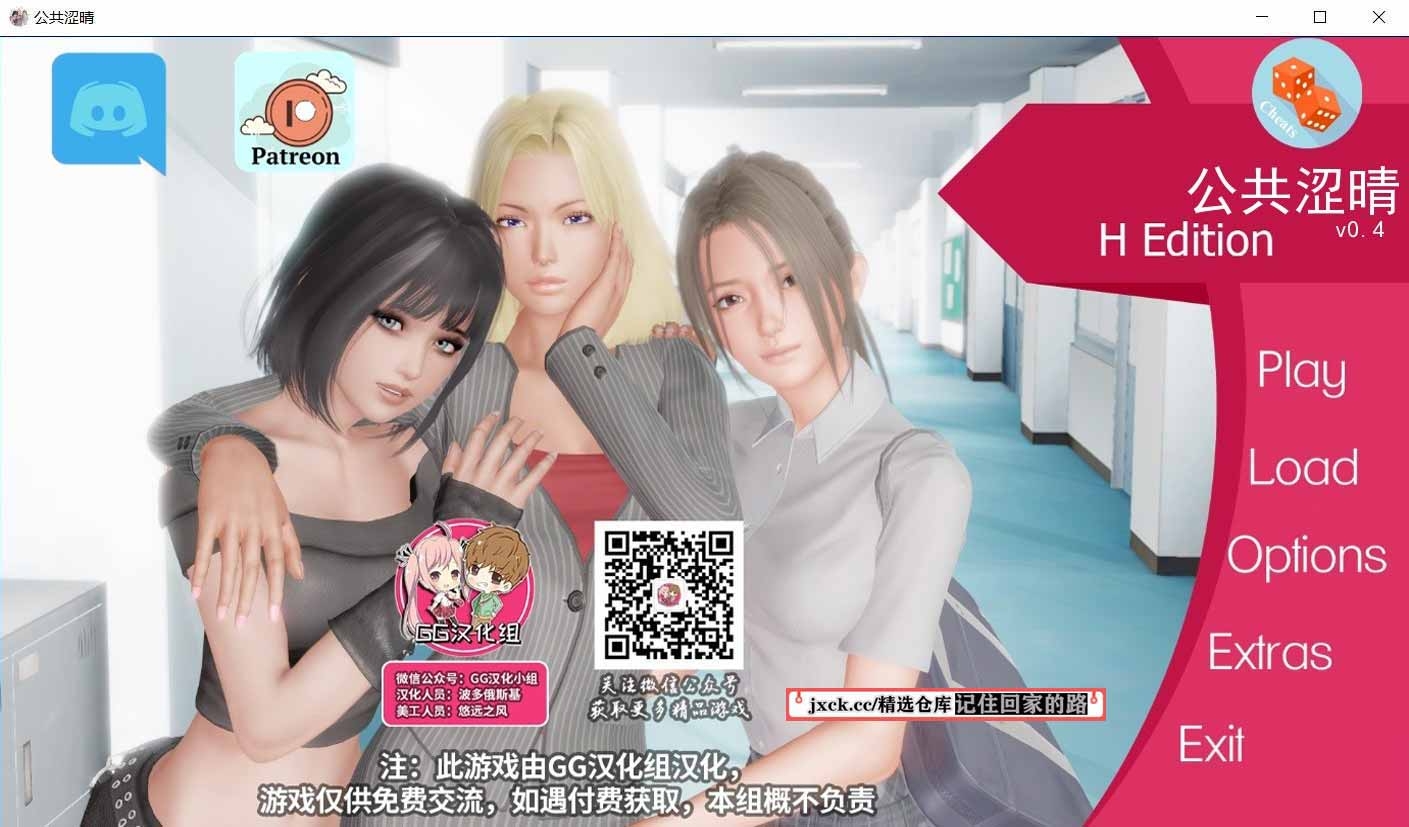 公共涩晴
Patreon
Cheats
公共涩晴
v0.4
H Edition
Play
Load
Options
Extras
Exit
GG汉化组
微信公众号：GG汉化小组
汉化人员：波多俄斯基
美工人员：悠远之风
关注微信公众号
获取更多精品游戏
jxck.cc/精选仓库 记住回家的路
注：此游戏由GG汉化组汉化，
游戏仅供免费交流，如遇付费获取，本组概不负责